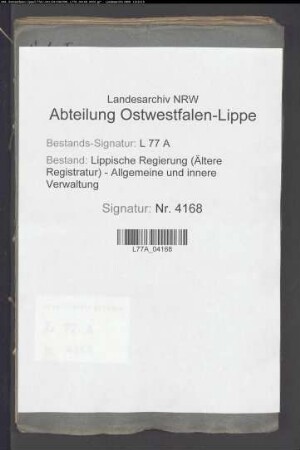 Landesarchiv NRW
Abteilung Ostwestfalen-Lippe
Bestands-Signatur: L 77 A
Bestand: Lippische Regierung (Ältere
Registratur) - Allgemeine und innere
Verwaltung
Signatur: Nr. 4168
L77A_04168